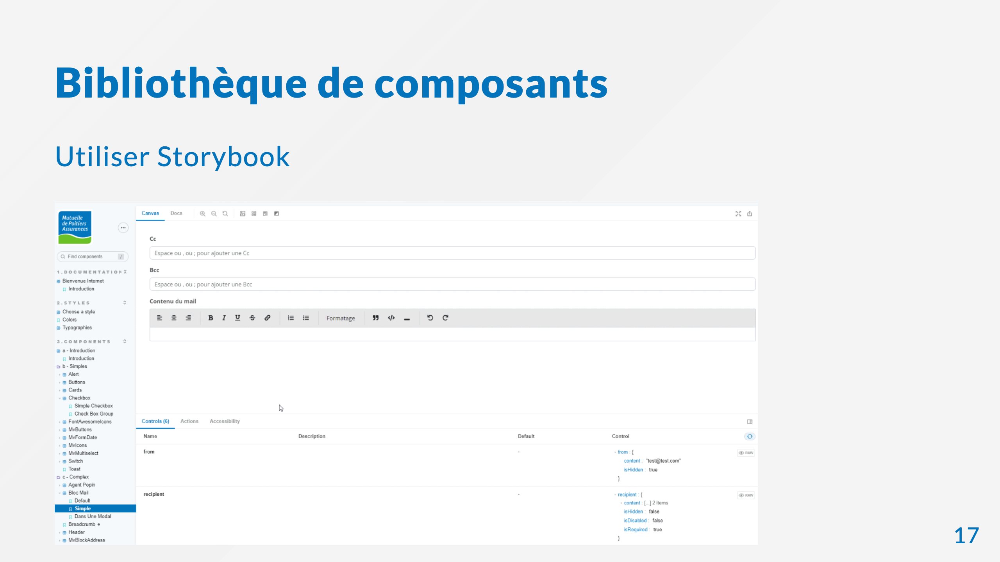 Bibliothèque de composants
Utiliser Storybook
Mutuelle
de Poitiers
Assurances
Find components /
1.DOCUMENTATION
Bienvenue Internet
Introduction
2.STYLES
Choose a style
Colors
Typographies
3.COMPONENTS
a - Introduction
Introduction
b - Simples
Alert
Buttons
Cards
Checkbox
Simple Checkbox
Check Box Group
FontAwesomeIcons
MvButtons
MvFormDate
MvIcons
MvMultiselect
Switch
Toast
c - Complex
Agent Popin
Bloc Mail
Default
Simple
Dans Une Modal
Breadcrumb
Header
MvBlockAddress
Canvas Docs
Cc
Espace ou , ou ; pour ajouter une Cc
Bcc
Espace ou , ou ; pour ajouter une Bcc
Contenu du mail
B I U S Formatage </>
Controls (6) Actions Accessibility
Name Description Default Control
from - from : { RAW
content : "test@test.com"
isHidden : true
}
recipient - recipient : { RAW
content : [...] 2 items
isHidden : false
isDisabled : false
isRequired : true
}
17